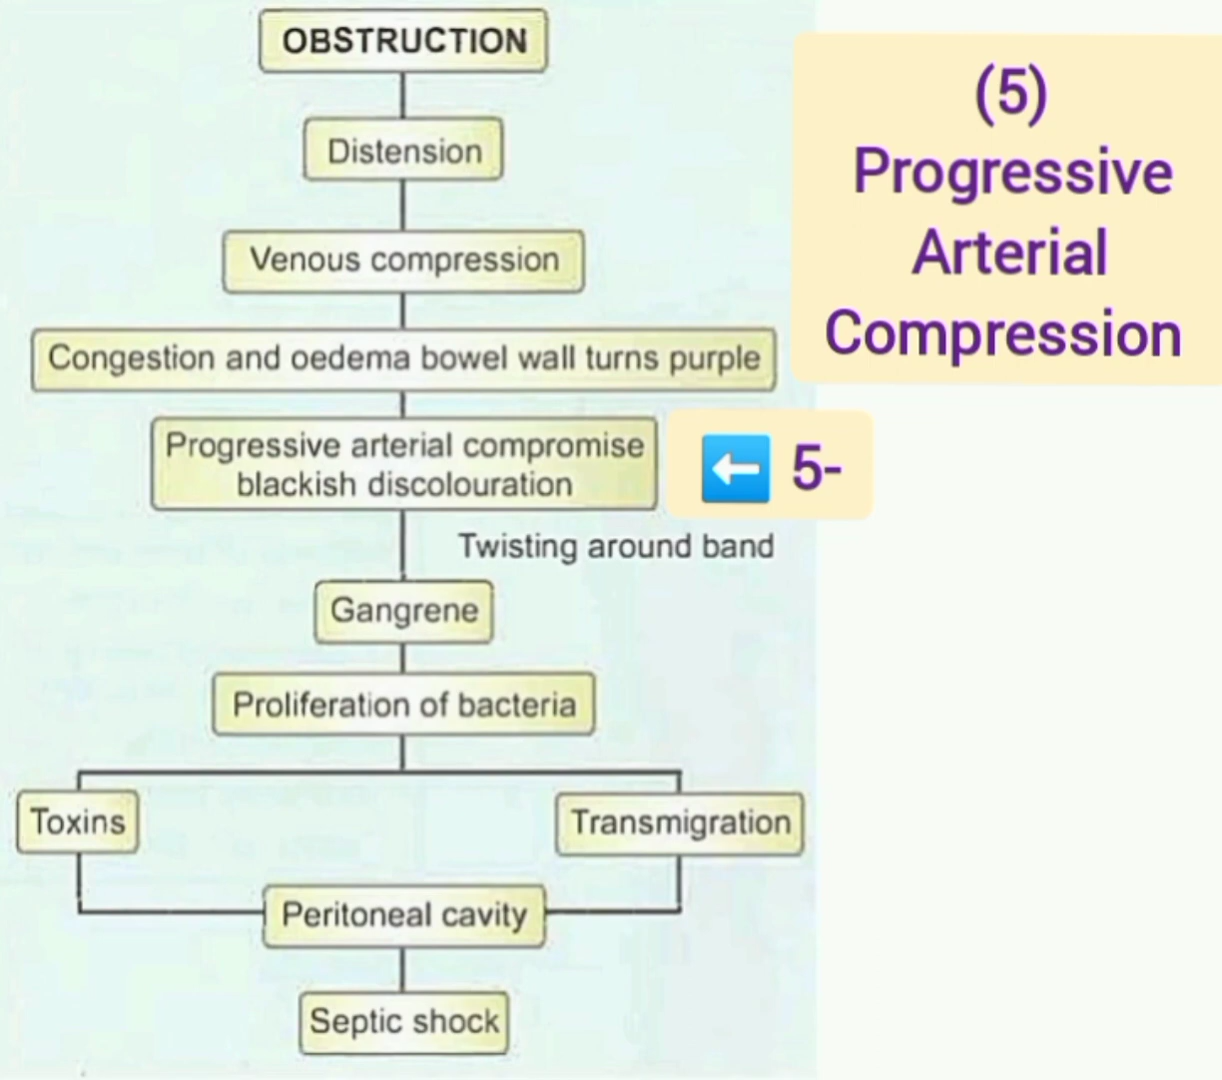 OBSTRUCTION
Distension
Venous compression
Congestion and oedema bowel wall turns purple
Progressive arterial compromise
blackish discolouration
Twisting around band
Gangrene
Proliferation of bacteria
Toxins
Transmigration
Peritoneal cavity
Septic shock
(5)
Progressive
Arterial
Compression
5-